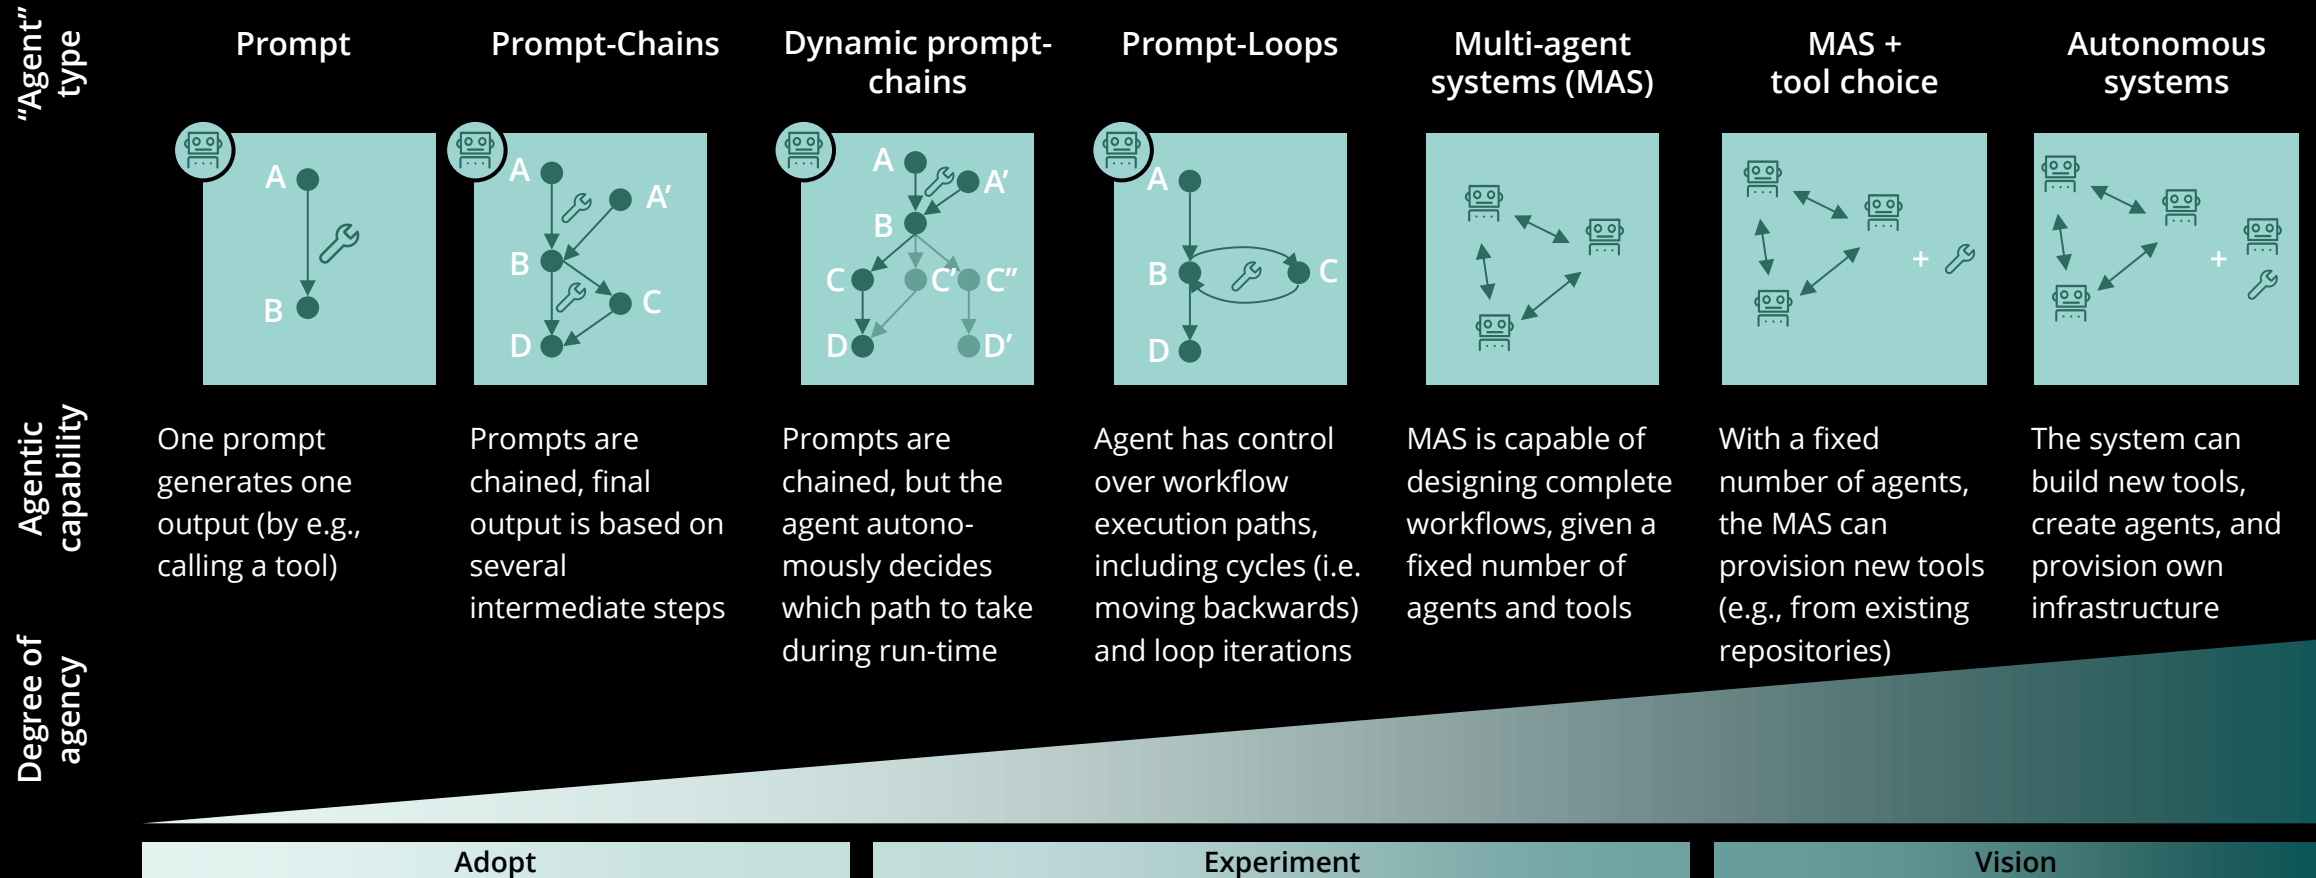 "Agent"
type
Prompt
Prompt-Chains
Dynamic prompt-
chains
Prompt-Loops
Multi-agent
systems (MAS)
MAS +
tool choice
Autonomous
systems
A
B
A
A'
B
C
D
A
A'
B
C
C'
C''
D
D'
A
B
C
D
+
+
Agentic
capability
One prompt
generates one
output (by e.g.,
calling a tool)
Prompts are
chained, final
output is based on
several
intermediate steps
Prompts are
chained, but the
agent autono-
mously decides
which path to take
during run-time
Agent has control
over workflow
execution paths,
including cycles (i.e.
moving backwards)
and loop iterations
MAS is capable of
designing complete
workflows, given a
fixed number of
agents and tools
With a fixed
number of agents,
the MAS can
provision new tools
(e.g., from existing
repositories)
The system can
build new tools,
create agents, and
provision own
infrastructure
Degree of
agency
Adopt
Experiment
Vision